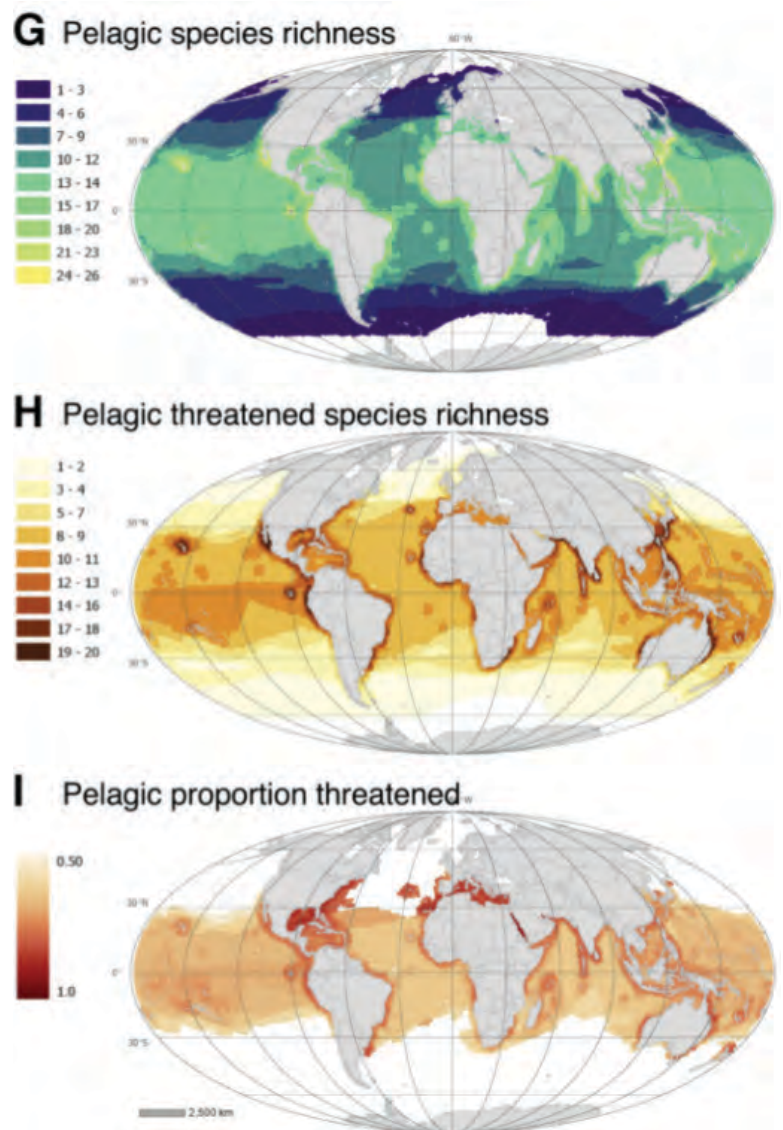 G Pelagic species richness
60°W
1 - 3
4 - 6
7 - 9
10 - 12
13 - 14
15 - 17
18 - 20
21 - 23
24 - 26
30°N
0°
30°S
H Pelagic threatened species richness
1 - 2
3 - 4
5 - 7
8 - 9
10 - 11
12 - 13
14 - 16
17 - 18
19 - 20
30°N
0°
30°S
I Pelagic proportion threatened
°W
0.50
1.0
30°N
0°
30°S
2,500 km